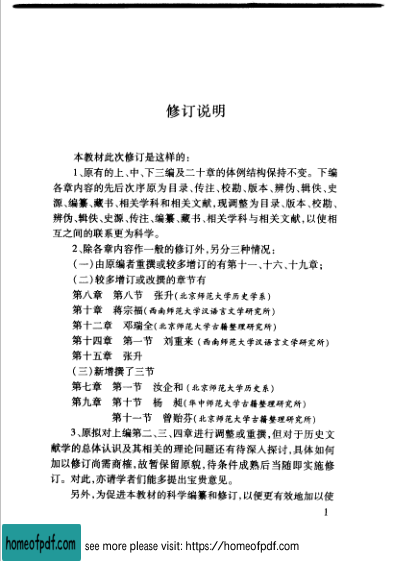 修订说明
本教材此次修订是这样的:
1、原有的上、中、下三编及二十章的体例结构保持不变。下编
各章内容的先后次序原为目录、传注、校勘、版本、辨伪、辑佚、史
源、编纂、藏书、相关学科和相关文献,现调整为目录、版本、校勘、
辨伪、辑佚、史源、传注、编纂、藏书、相关学科与相关文献,以使相
互之间的联系更为科学。
2、除各章内容作一般的修订外,另分三种情况:
(一)由原编者重撰或较多增订的有第十一、十六、十九章;
(二)较多增订或改撰的章节有
第八章 第八节 张升(北京师范大学历史学系)
第十章 蒋宗福(西南师范大学汉语言文学研究所)
第十二章 邓瑞全(北京师范大学古籍整理研究所)
第十四章 第一节 刘重来(西南师范大学汉语言文学研究所)
第十五章 张升
(三)新增撰了三节
第七章 第一节 汝企和(北京师范大学历史系)
第九章 第十节 杨昶(华中师范大学古籍整理研究所)
第十一节 曾贻芬(北京师范大学古籍整理研究所)
3、原拟对上编第二、三、四章进行调整或重撰,但对于历史文
献学的总体认识及其相关的理论问题还有待深入探讨,具体如何
加以修订尚需商榷,故暂保留原貌,待条件成熟后当随即实施修
订。对此,亦请学者们能多提出宝贵意见。
另外,为促进本教材的科学编纂和修订,以便更有效地加以使
1
homeofpdf.com see more please visit: https://homeofpdf.com